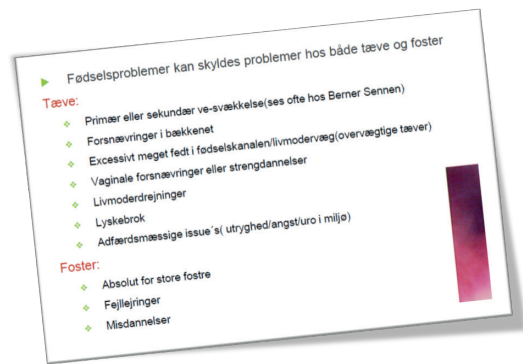 Fødselsproblemer kan skyldes problemer hos både tæve og foster
Tæve:
Primær eller sekundær ve-svækkelse(ses ofte hos Berner Sennen)
Forsnævringer i bækkenet
Excessivt meget fedt i fødselskanalen/livmodervæg(overvægtige tæver)
Vaginale forsnævringer eller strengdannelser
Livmoderdrejninger
Lyskebrok
Adfærdsmæssige issue´s( utryghed/angst/uro i miljø)
Foster:
Absolut for store fostre
Fejllejringer
Misdannelser